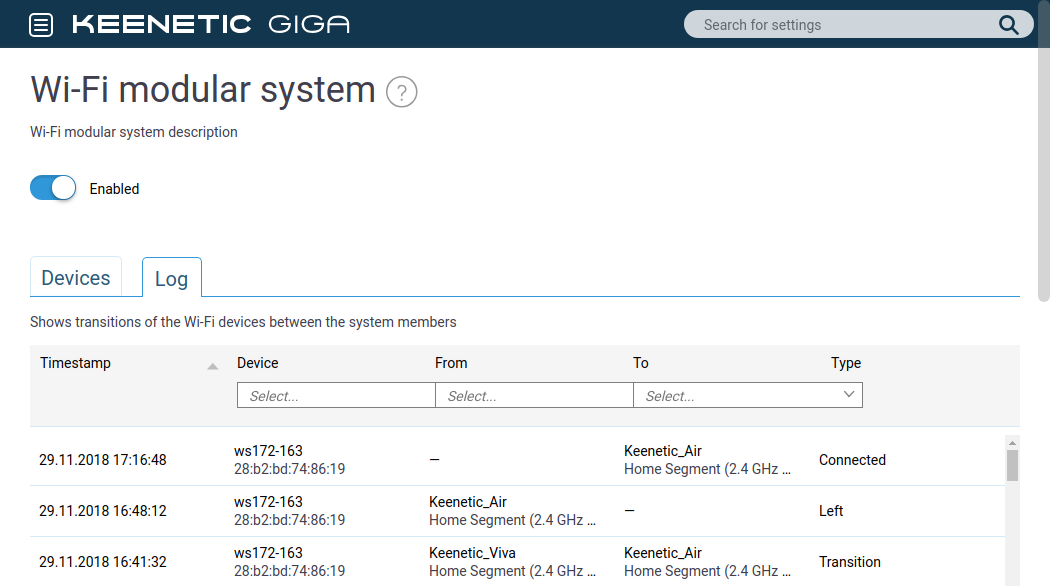 KEENETIC GIGA
Search for settings
Wi-Fi modular system ?
Wi-Fi modular system description
Enabled
Devices
Log
Shows transitions of the Wi-Fi devices between the system members
Timestamp Device From To Type
Select... Select... Select...
29.11.2018 17:16:48 ws172-163 28:b2:bd:74:86:19 — Keenetic_Air Home Segment (2.4 GHz ... Connected
29.11.2018 16:48:12 ws172-163 28:b2:bd:74:86:19 Keenetic_Air Home Segment (2.4 GHz ... — Left
29.11.2018 16:41:32 ws172-163 28:b2:bd:74:86:19 Keenetic_Viva Home Segment (2.4 GHz ... Keenetic_Air Home Segment (2.4 GHz ... Transition